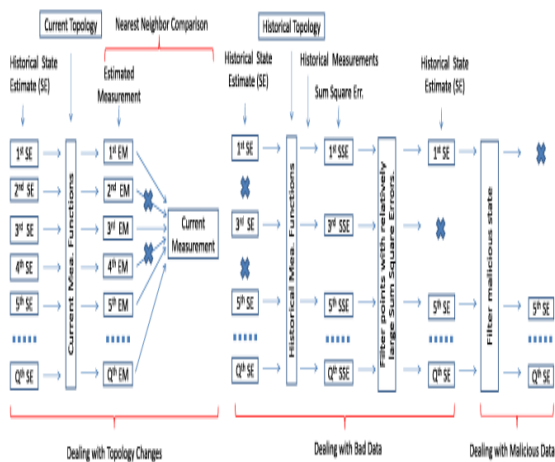 Current Topology
Nearest Neighbor Comparison
Historical Topology
Historical State
Estimate (SE)
Estimated
Measurement
Historical State
Estimate (SE)
Historical Measurements
Sum Square Err.
Historical State
Estimate (SE)
1st SE
2nd SE
3rd SE
4th SE
5th SE
Qth SE
Current Mea. Functions
1st EM
2nd EM
3rd EM
4th EM
5th EM
Qth EM
Current
Measurement
1st SE
3rd SE
5th SE
Qth SE
Historical Mea. Functions
1st SSE
3rd SSE
5th SSE
Qth SSE
Filter points with relatively
large Sum Square Errors.
1st SE
5th SE
Qth SE
Filter malicious state
5th SE
Qth SE
Dealing with Topology Changes
Dealing with Bad Data
Dealing with Malicious Data